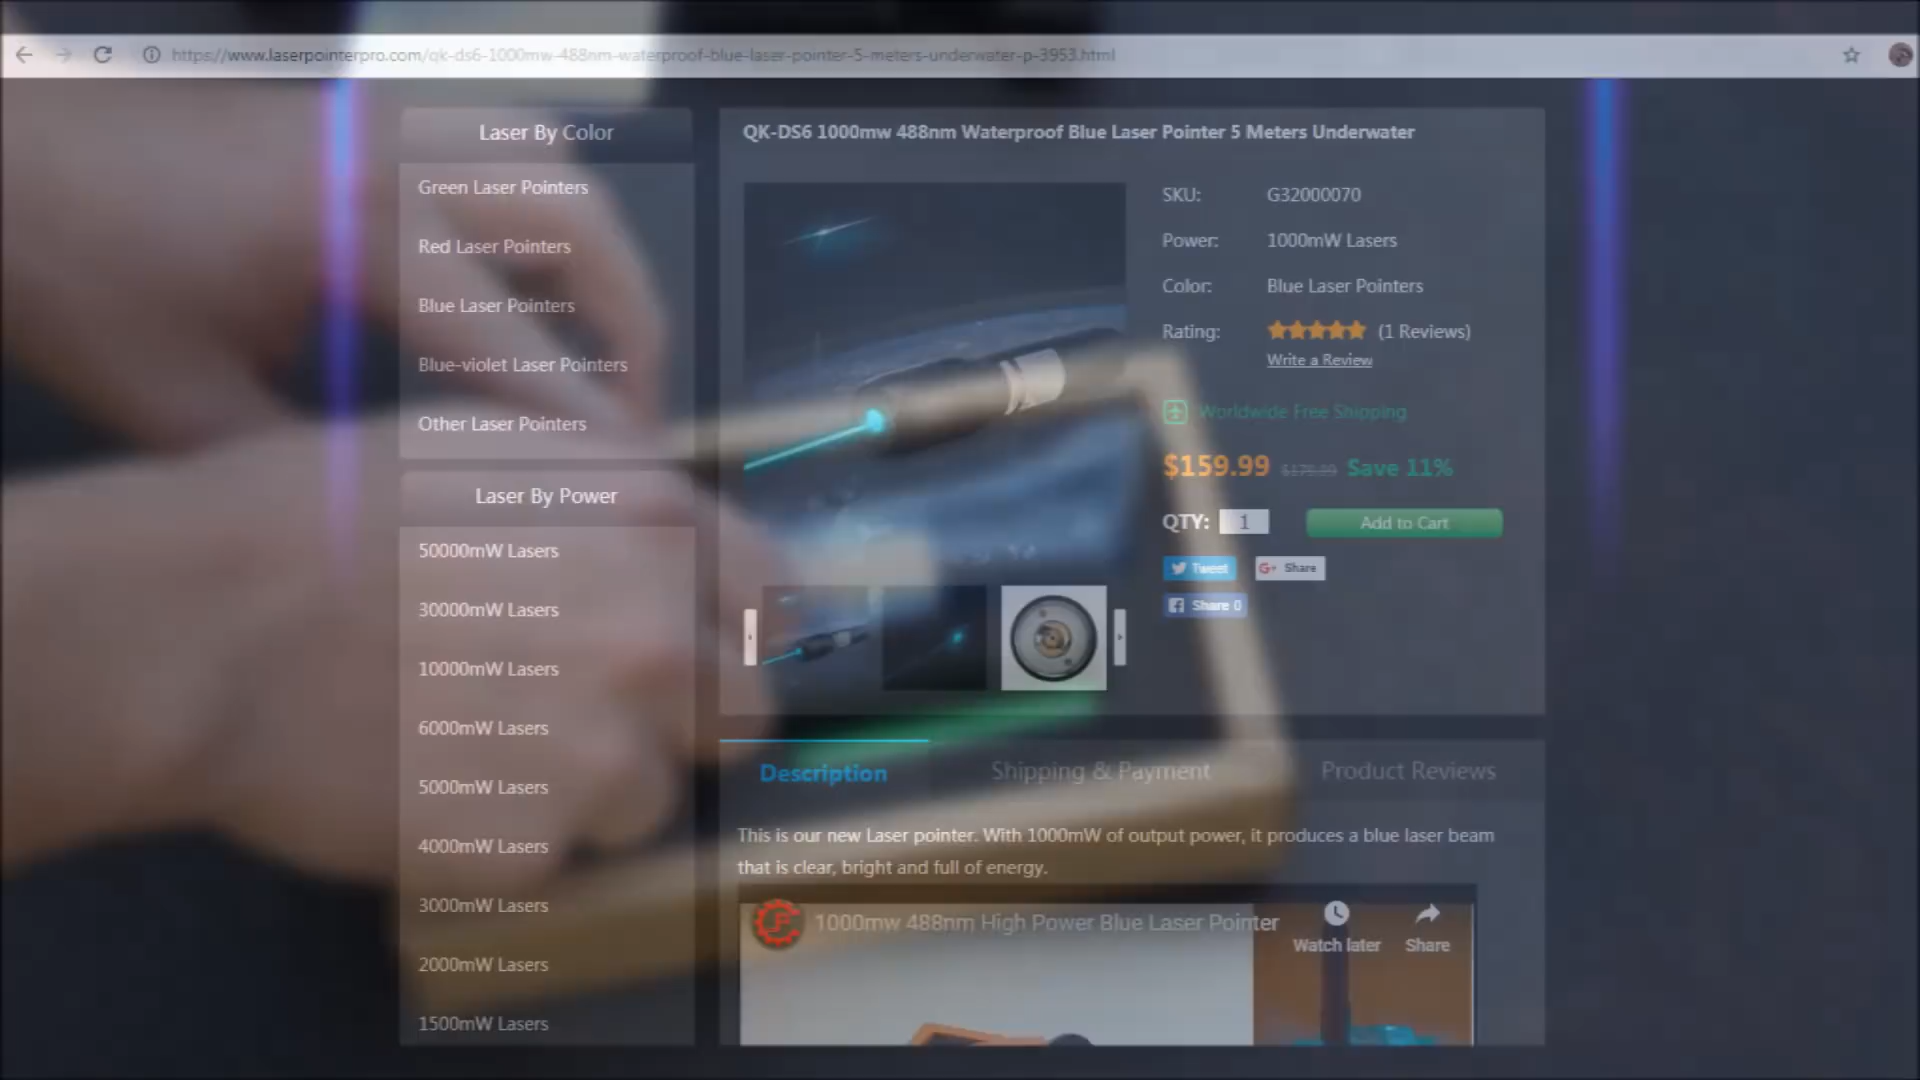 https://www.laserpointerpro.com/qk-ds6-1000mw-488nm-waterproof-blue-laser-pointer-5-meters-underwater-p-3953.html
Laser By Color
Green Laser Pointers
Red Laser Pointers
Blue Laser Pointers
Blue-violet Laser Pointers
Other Laser Pointers
Laser By Power
50000mW Lasers
30000mW Lasers
10000mW Lasers
6000mW Lasers
5000mW Lasers
4000mW Lasers
3000mW Lasers
2000mW Lasers
1500mW Lasers
QK-DS6 1000mw 488nm Waterproof Blue Laser Pointer 5 Meters Underwater
SKU: G32000070
Power: 1000mW Lasers
Color: Blue Laser Pointers
Rating: (1 Reviews)
Write a Review
Worldwide Free Shipping
$159.99 Save 11%
QTY: 1 Add to Cart
Tweet G+ Share
Share 0
Description Shipping & Payment Product Reviews
This is our new Laser pointer. With 1000mW of output power, it produces a blue laser beam
that is clear, bright and full of energy.
1000mw 488nm High Power Blue Laser Pointer
Watch later Share